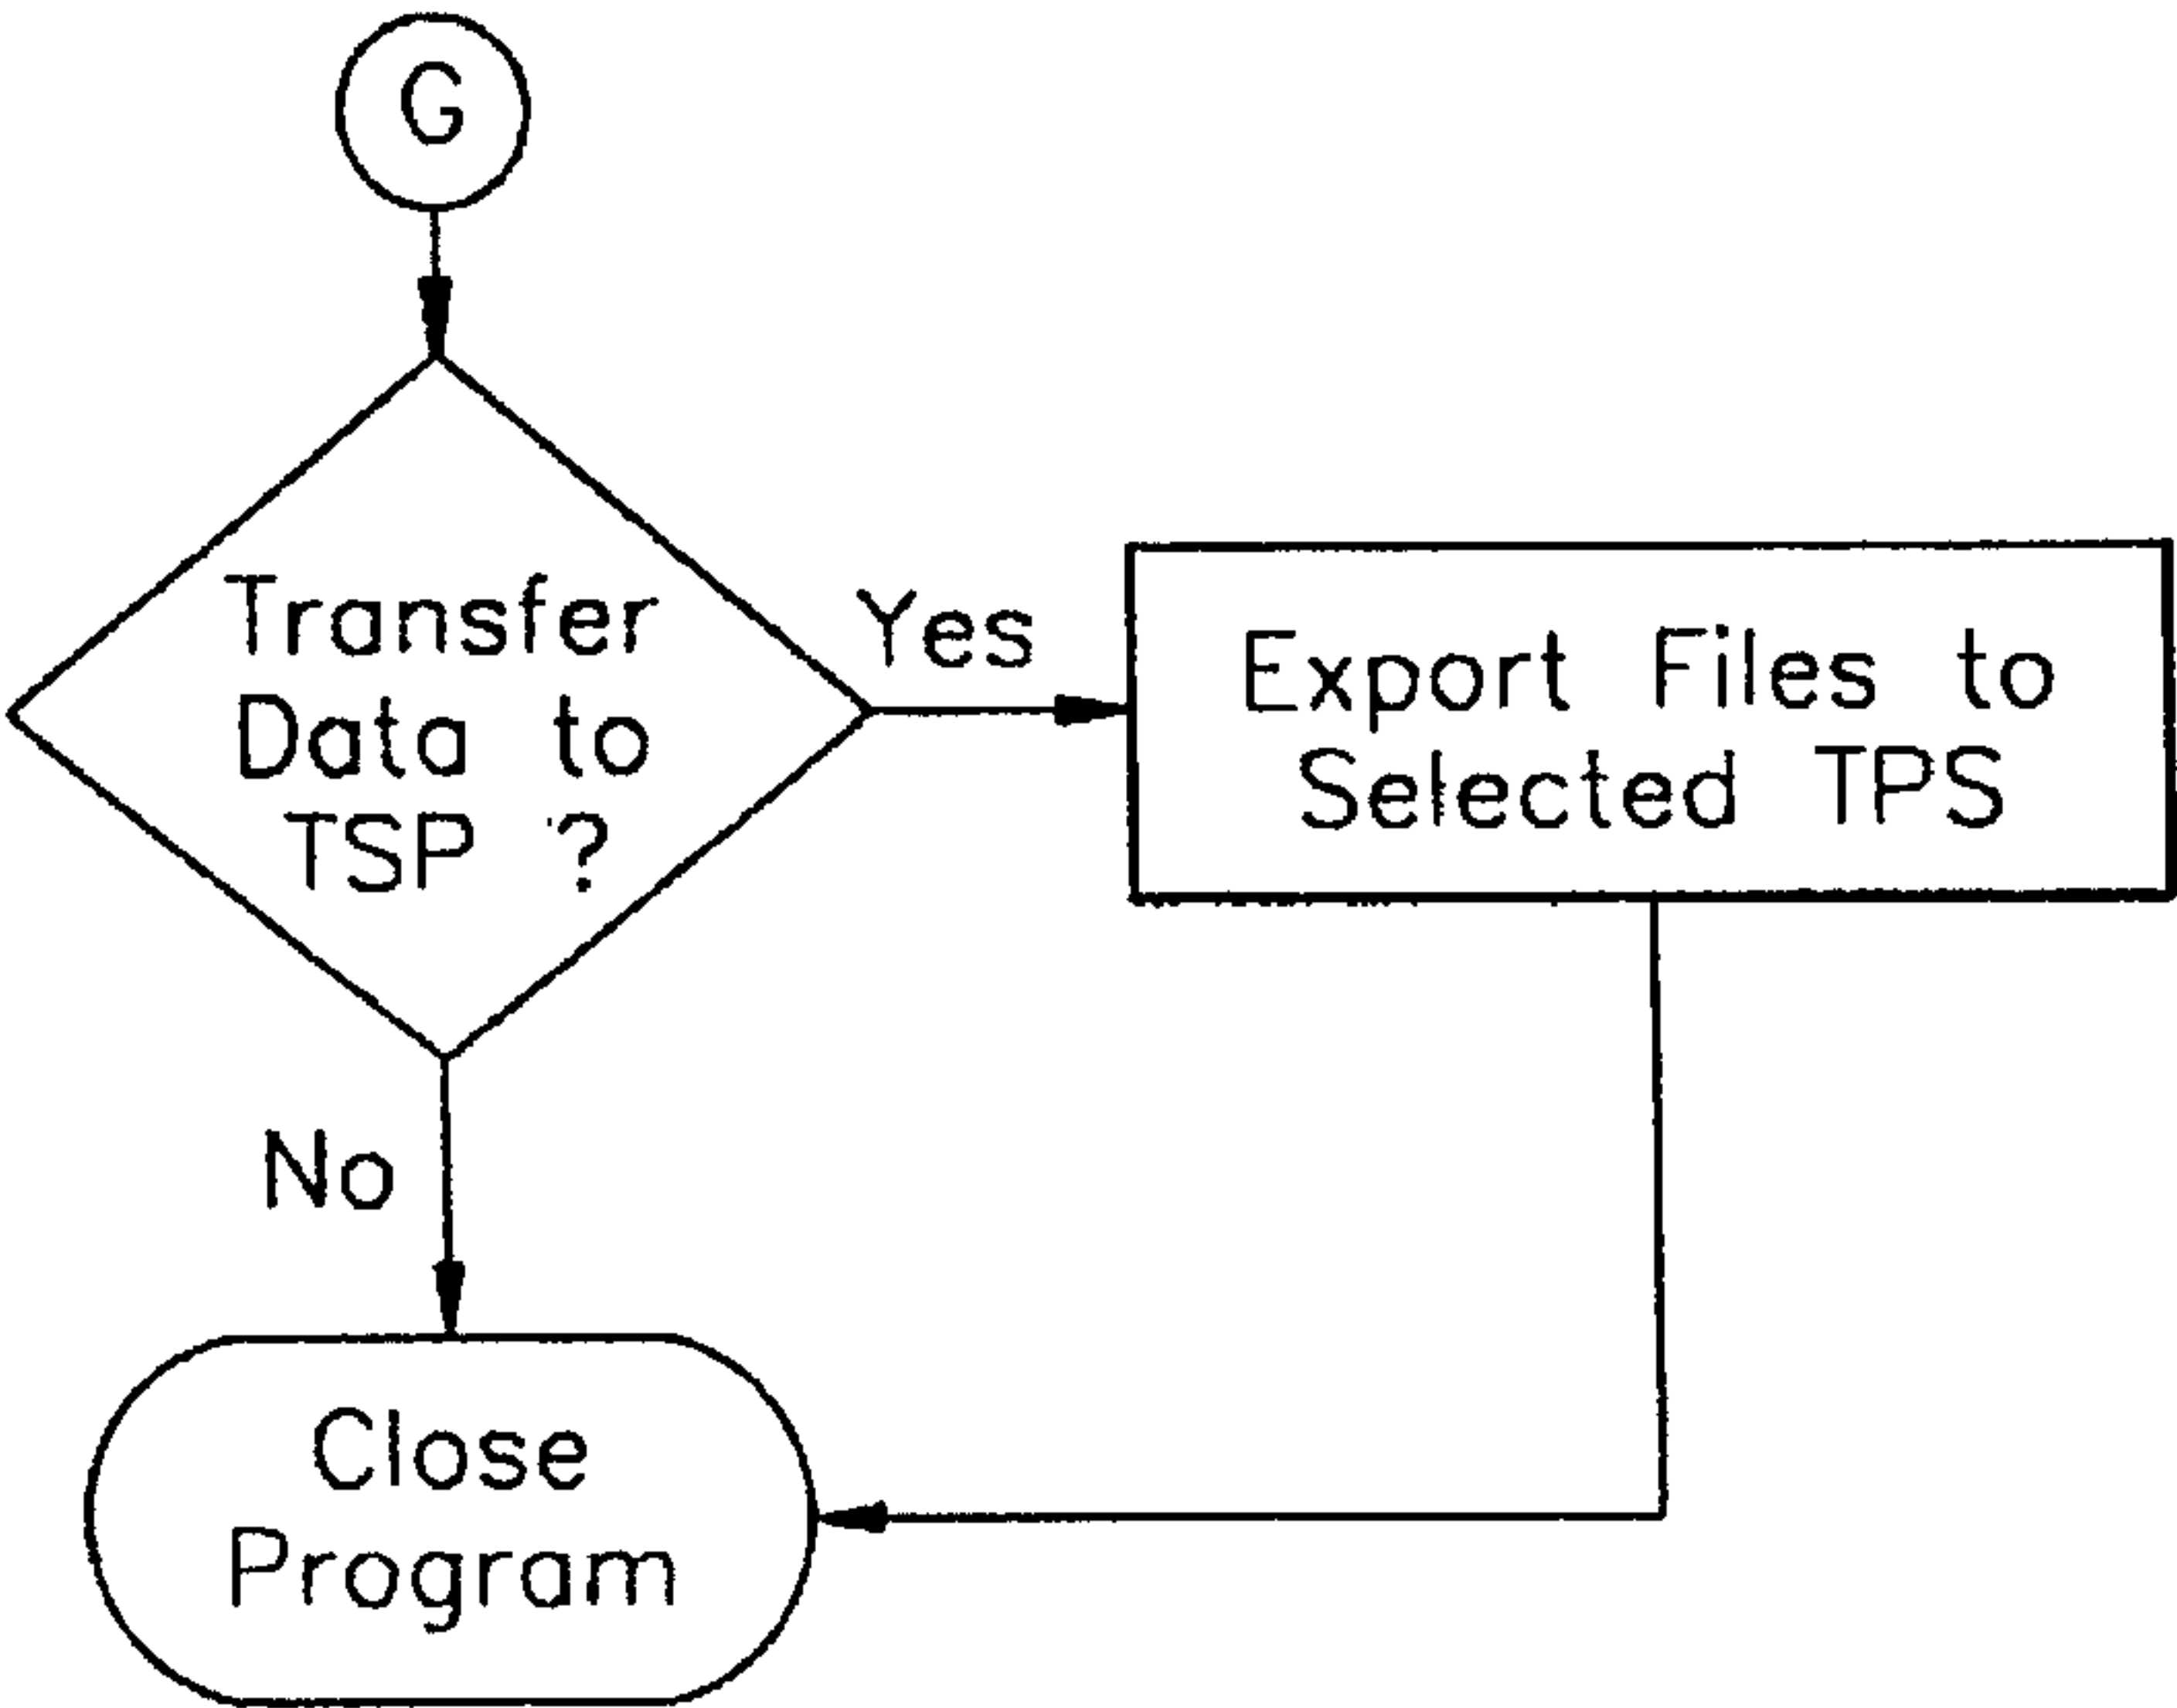 G
Transfer
Data to
TSP ?
Yes
Export Files to
Selected TPS
No
Close
Program